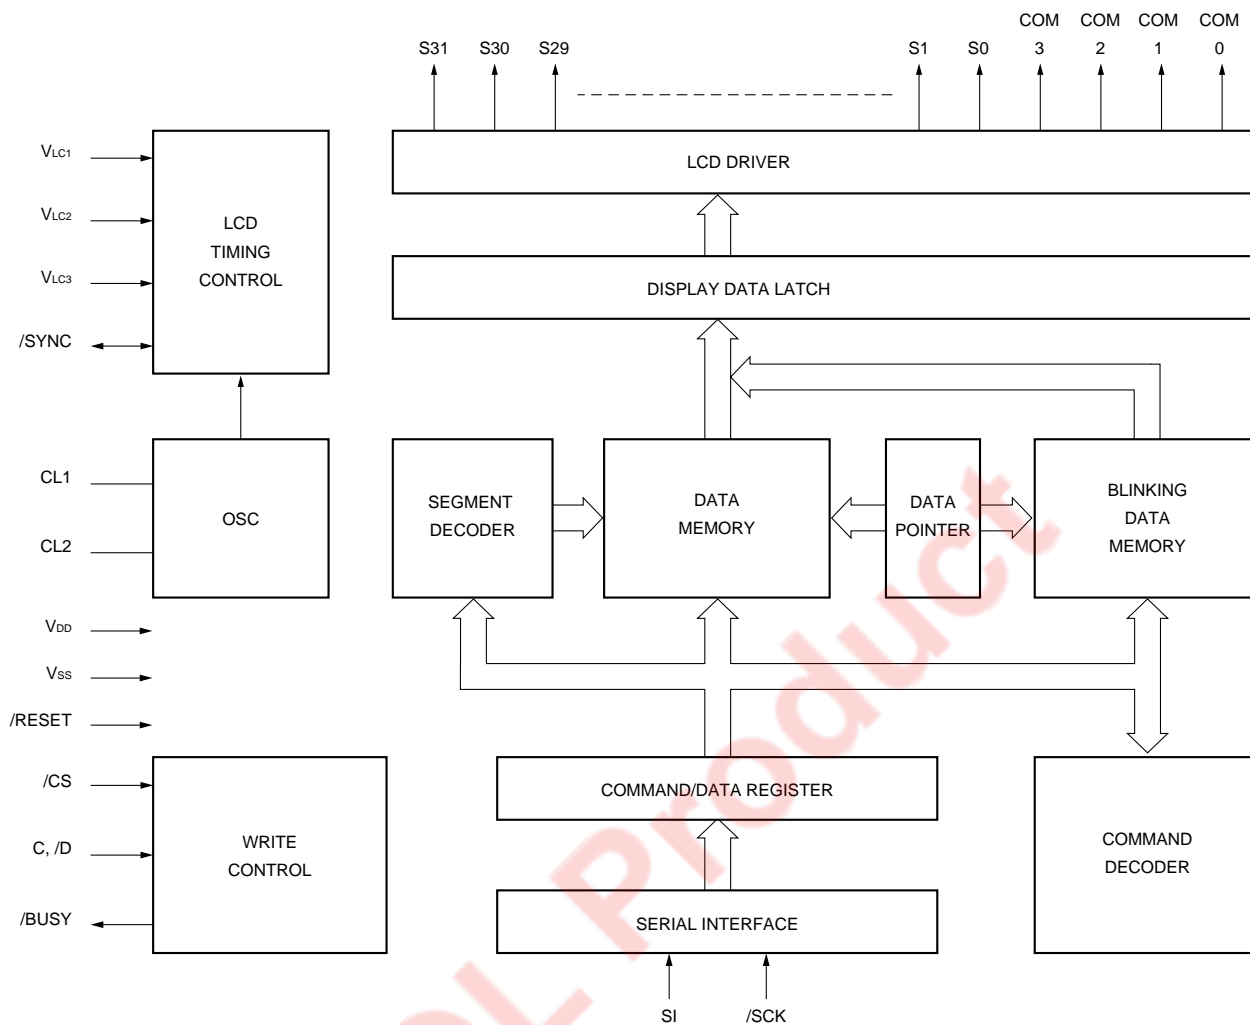 COM COM COM COM
S31 S30 S29 S1 S0 3 2 1 0
VLC1
VLC2
VLC3
/SYNC
LCD
TIMING
CONTROL
LCD DRIVER
DISPLAY DATA LATCH
CL1
CL2
OSC
SEGMENT
DECODER
DATA
MEMORY
DATA
POINTER
BLINKING
DATA
MEMORY
VDD
VSS
/RESET
/CS
C, /D
/BUSY
WRITE
CONTROL
COMMAND/DATA REGISTER
SERIAL INTERFACE
COMMAND
DECODER
SI /SCK
OL Product